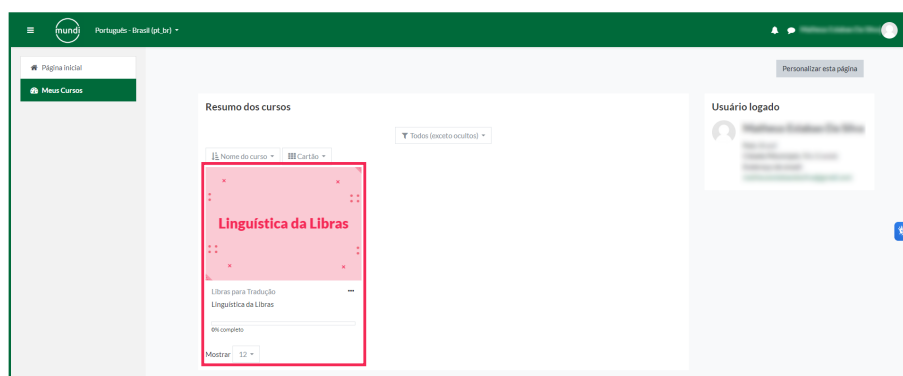 mundi
Português - Brasil (pt_br)
Página inicial
Meus Cursos
Personalizar esta página
Resumo dos cursos
Todos (exceto ocultos)
Nome do curso
Cartão
Linguística da Libras
Libras para Tradução
Linguística da Libras
0% completo
Mostrar 12
Usuário logado